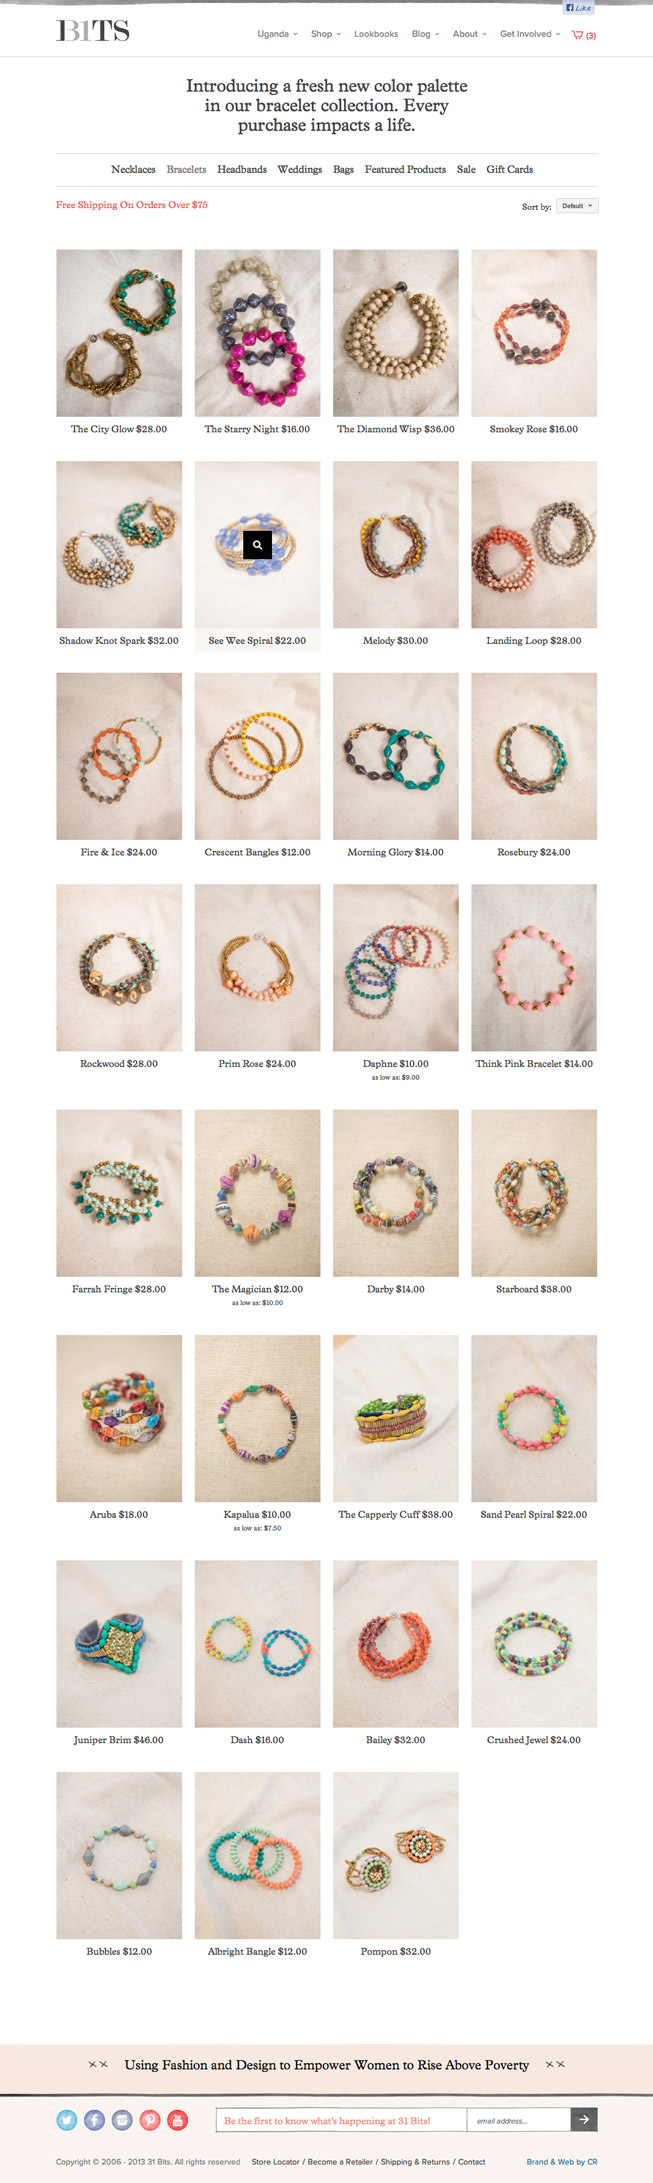 Like
31 BITS
Uganda Shop Lookbooks Blog About Get Involved (3)
Introducing a fresh new color palette
in our bracelet collection. Every
purchase impacts a life.
Necklaces Bracelets Headbands Weddings Bags Featured Products Sale Gift Cards
Free Shipping On Orders Over $75
Sort by: Default
The City Glow $28.00
The Starry Night $16.00
The Diamond Wisp $36.00
Smokey Rose $16.00
Shadow Knot Spark $32.00
See Wee Spiral $22.00
Melody $30.00
Landing Loop $28.00
Fire & Ice $24.00
Crescent Bangles $12.00
Morning Glory $14.00
Rosebury $24.00
Rockwood $28.00
Prim Rose $24.00
Daphne $10.00
as low as: $9.00
Think Pink Bracelet $14.00
Farrah Fringe $28.00
The Magician $12.00
as low as: $10.00
Darby $14.00
Starboard $38.00
Aruba $18.00
Kapalua $10.00
as low as: $7.50
The Capperly Cuff $38.00
Sand Pearl Spiral $22.00
Juniper Brim $46.00
Dash $16.00
Bailey $32.00
Crushed Jewel $24.00
Bubbles $12.00
Albright Bangle $12.00
Pompon $32.00
Using Fashion and Design to Empower Women to Rise Above Poverty
You Tube
Be the first to know what's happening at 31 Bits!
email address...
Copyright © 2006 - 2013 31 Bits. All rights reserved
Store Locator / Become a Retailer / Shipping & Returns / Contact
Brand & Web by CR